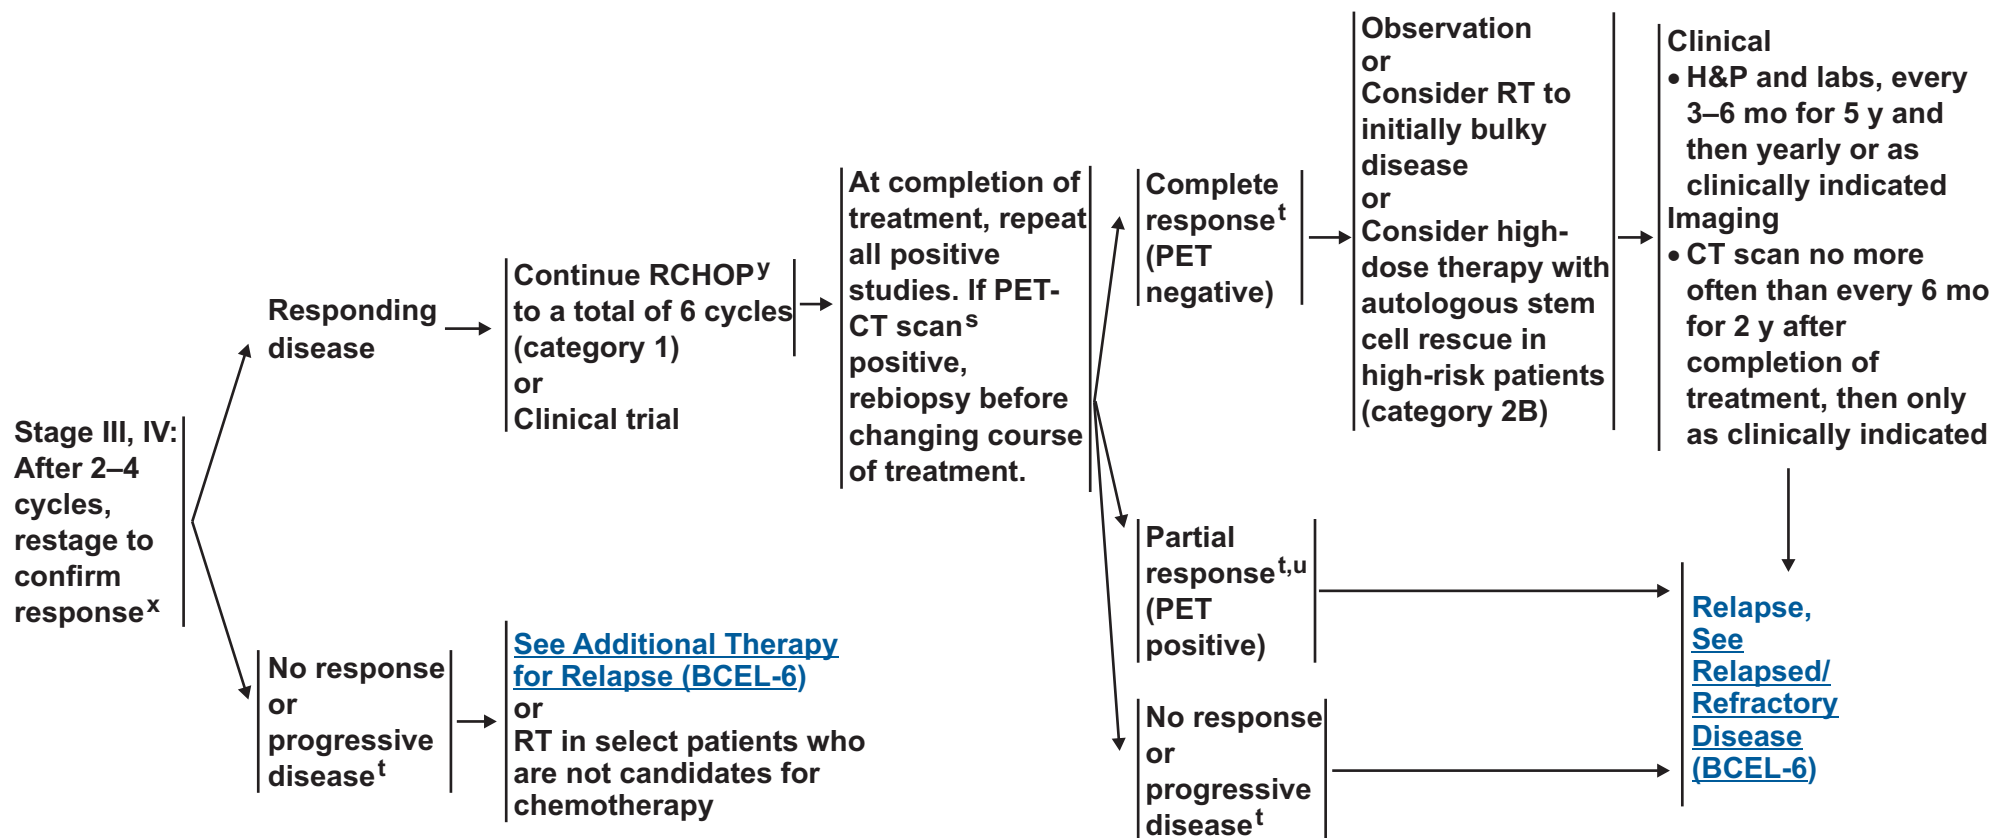 Stage III, IV:
After 2–4
cycles,
restage to
confirm
response x
Responding
disease
Continue RCHOP y
to a total of 6 cycles
(category 1)
or
Clinical trial
At completion of
treatment, repeat
all positive
studies. If PET-
CT scan s
positive,
rebiopsy before
changing course
of treatment.
Complete
response t
(PET
negative)
Observation
or
Consider RT to
initially bulky
disease
or
Consider high-
dose therapy with
autologous stem
cell rescue in
high-risk patients
(category 2B)
Clinical
• H&P and labs, every
3–6 mo for 5 y and
then yearly or as
clinically indicated
Imaging
• CT scan no more
often than every 6 mo
for 2 y after
completion of
treatment, then only
as clinically indicated
Partial
response t,u
(PET
positive)
No response
or
progressive
disease t
Relapse,
See
Relapsed/
Refractory
Disease
(BCEL-6)
No response
or
progressive
disease t
See Additional Therapy
for Relapse (BCEL-6)
or
RT in select patients who
are not candidates for
chemotherapy